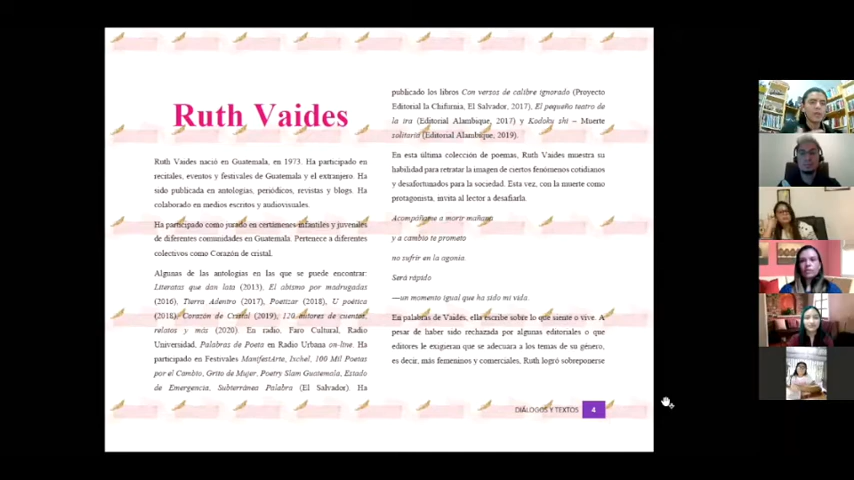 Ruth Vaides
Ruth Vaides nació en Guatemala, en 1973. Ha participado en
recitales, eventos y festivales de Guatemala y el extranjero. Ha
sido publicada en antologías, periódicos, revistas y blogs. Ha
colaborado en medios escritos y audiovisuales.
Ha participado como jurado en certámenes infantiles y juveniles
de diferentes comunidades en Guatemala. Pertenece a diferentes
colectivos como Corazón de cristal.
Algunas de las antologías en las que se puede encontrar:
Literatos que dan lata (2013), El abismo por madrugadas
(2016), Tierra Adentro (2017), Poetizar (2018), U poética
(2018), Corazón de Cristal (2019), 120 autores de cuentos,
relatos y más (2020). En radio, Faro Cultural, Radio
Universidad, Palabras de Poeta en Radio Urbana on-line. Ha
participado en Festivales ManifestArte, Ixchel, 100 Mil Poetas
por el Cambio, Grito de Mujer, Poetry Slam Guatemala, Estado
de Emergencia, Subterránea Palabra (El Salvador). Ha
publicado los libros Con versos de calibre ignorado (Proyecto
Editorial la Chifurnia, El Salvador, 2017), El pequeño teatro de
la ira (Editorial Alambique, 2017) y Kodoku shi – Muerte
solitaria (Editorial Alambique, 2019).
En esta última colección de poemas, Ruth Vaides muestra su
habilidad para retratar la imagen de ciertos fenómenos cotidianos
y desafortunados para la sociedad. Esta vez, con la muerte como
protagonista, invita al lector a desafiarla.
Acompáñame a morir mañana
y a cambio te prometo
no sufrir en la agonía.
Será rápido
—un momento igual que ha sido mi vida.
En palabras de Vaides, ella escribe sobre lo que siente o vive. A
pesar de haber sido rechazada por algunas editoriales o que
editores le exigieran que se adecuara a los temas de su género,
es decir, más femeninos y comerciales, Ruth logró sobreponerse
DIÁLOGOS Y TEXTOS 4